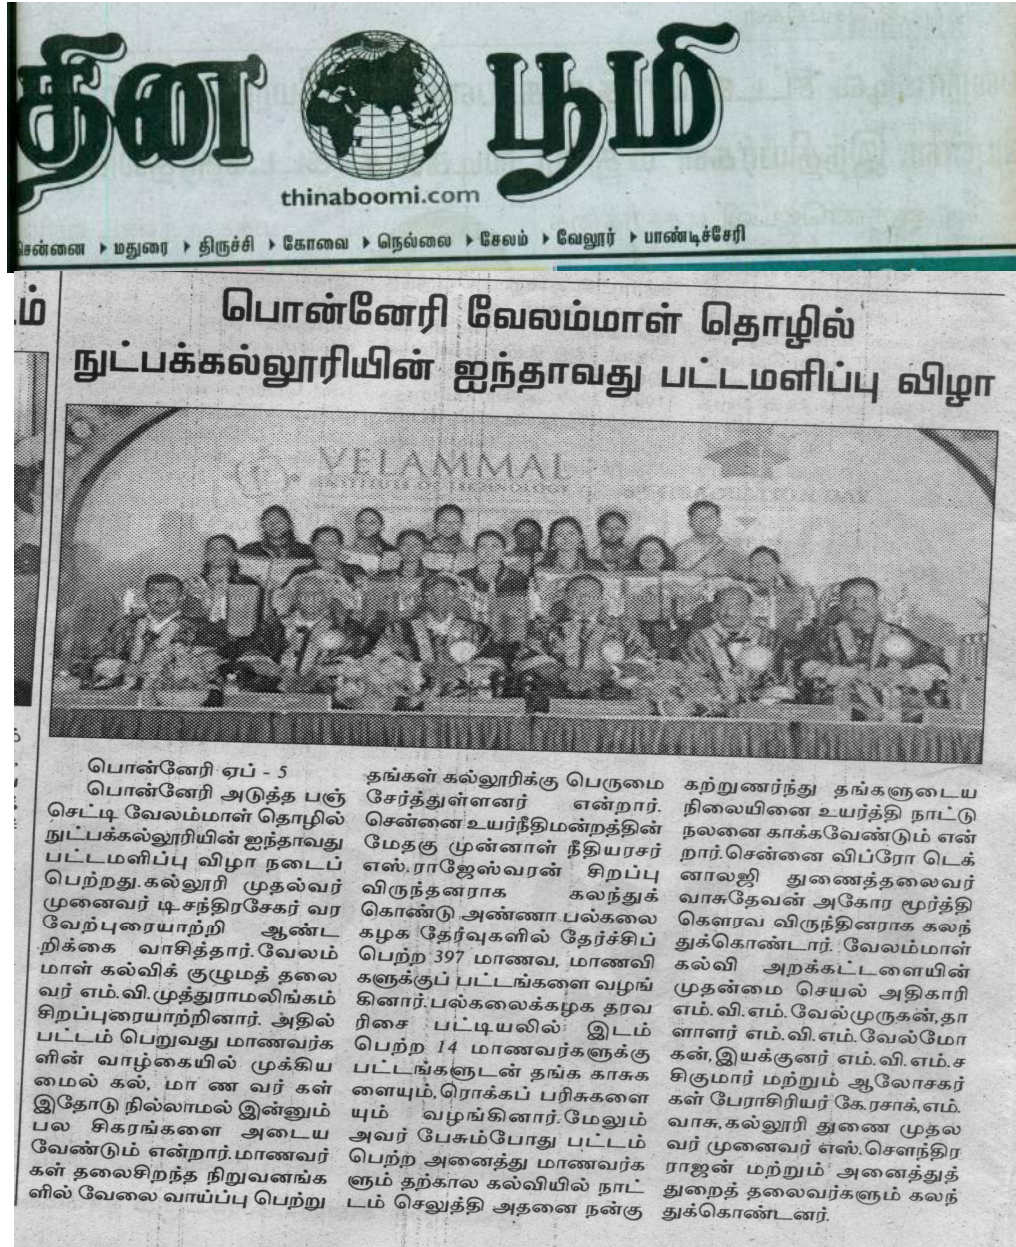 தின பூமி
thinaboomi.com
சென்னை ▸ மதுரை ▸ திருச்சி ▸ கோவை ▸ நெல்லை ▸ சேலம் ▸ வேலூர் ▸ பாண்டிச்சேரி
பொன்னேரி வேலம்மாள் தொழில்
நுட்பக்கல்லூரியின் ஐந்தாவது பட்டமளிப்பு விழா
VELAMMAL
INSTITUTE OF TECHNOLOGY
பொன்னேரி ஏப் - 5
பொன்னேரி அடுத்த பஞ்
செட்டி வேலம்மாள் தொழில்
நுட்பக்கல்லூரியின் ஐந்தாவது
பட்டமளிப்பு விழா நடைப்
பெற்றது.கல்லூரி முதல்வர்
முனைவர் டி.சந்திரசேகர் வர
வேற்புரையாற்றி ஆண்ட
றிக்கை வாசித்தார்.வேலம்
மாள் கல்விக் குழுமத் தலை
வர் எம்.வி.முத்துராமலிங்கம்
சிறப்புரையாற்றினார். அதில்
பட்டம் பெறுவது மாணவர்க
ளின் வாழ்கையில் முக்கிய
மைல் கல், மா ண வர் கள்
இதோடு நில்லாமல் இன்னும்
பல சிகரங்களை அடைய
வேண்டும் என்றார்.மாணவர்
கள் தலைசிறந்த நிறுவனங்க
ளில் வேலை வாய்ப்பு பெற்று
தங்கள் கல்லூரிக்கு பெருமை
சேர்த்துள்ளனர் என்றார்.
சென்னை உயர்நீதிமன்றத்தின்
மேதகு முன்னாள் நீதியரசர்
எஸ்.ராஜேஸ்வரன் சிறப்பு
விருந்தனராக கலந்துக்
கொண்டு அண்ணா பல்கலை
கழக தேர்வுகளில் தேர்ச்சிப்
பெற்ற 397 மாணவ, மாணவி
களுக்குப் பட்டங்களை வழங்
கினார்.பல்கலைக்கழக தரவ
ரிசை பட்டியலில் இடம்
பெற்ற 14 மாணவர்களுக்கு
பட்டங்களுடன் தங்க காசுக
ளையும்,ரொக்கப் பரிசுகளை
யும் வழங்கினார்.மேலும்
அவர் பேசும்போது பட்டம்
பெற்ற அனைத்து மாணவர்க
ளும் தற்கால கல்வியில் நாட்
டம் செலுத்தி அதனை நன்கு
கற்றுணர்ந்து தங்களுடைய
நிலையினை உயர்த்தி நாட்டு
நலனை காக்கவேண்டும் என்
றார்.சென்னை விப்ரோ டெக்
னாலஜி துணைத்தலைவர்
வாசுதேவன் அகோர மூர்த்தி
கௌரவ விருந்தினராக கலந்
துக்கொண்டார். வேலம்மாள்
கல்வி அறக்கட்டளையின்
முதன்மை செயல் அதிகாரி
எம்.வி.எம்.வேல்முருகன்,தா
ளாளர் எம்.வி.எம்.வேல்மோ
கன்,இயக்குனர் எம்.வி.எம்.ச
சிகுமார் மற்றும் ஆலோசகர்
கள் பேராசிரியர் கே.ரசாக்,எம்.
வாசு,கல்லூரி துணை முதல
வர் முனைவர் எஸ்.சௌந்திர
ராஜன் மற்றும் அனைத்துத்
துறைத் தலைவர்களும் கலந்
துக்கொண்டனர்.